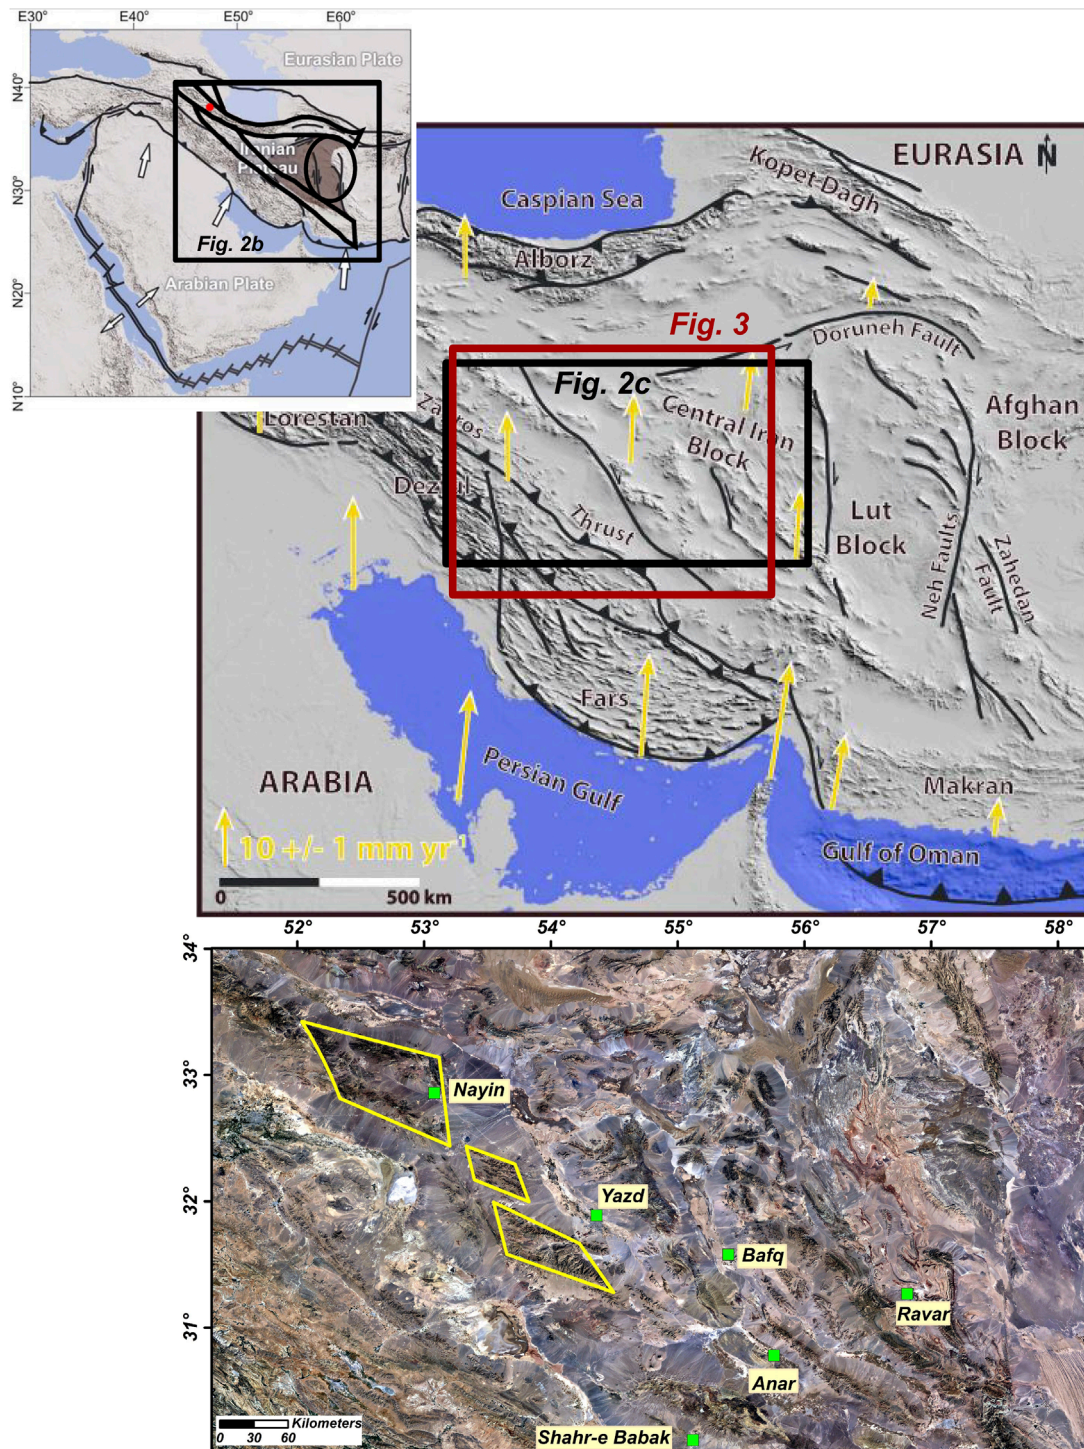 E30°
E40°
E50°
E60°
N40°
N30°
N20°
N10°
Eurasian Plate
Iranian
Plateau
Fig. 2b
Arabian Plate
EURASIA
N
Kopet Dagh
Caspian Sea
Alborz
Fig. 3
Doruneh Fault
Fig. 2c
Central Iran
Block
Afghan
Block
Lorestan
Zagros
Thrust
Dezful
Lut
Block
Neh Faults
Zahedan
Fault
Fars
Persian Gulf
ARABIA
Makran
Gulf of Oman
10 +/- 1 mm yr⁻¹
0
500 km
52°
53°
54°
55°
56°
57°
58°
34°
33°
32°
31°
Nayin
Yazd
Bafq
Ravar
Anar
Shahr-e Babak
Kilometers
0 30 60